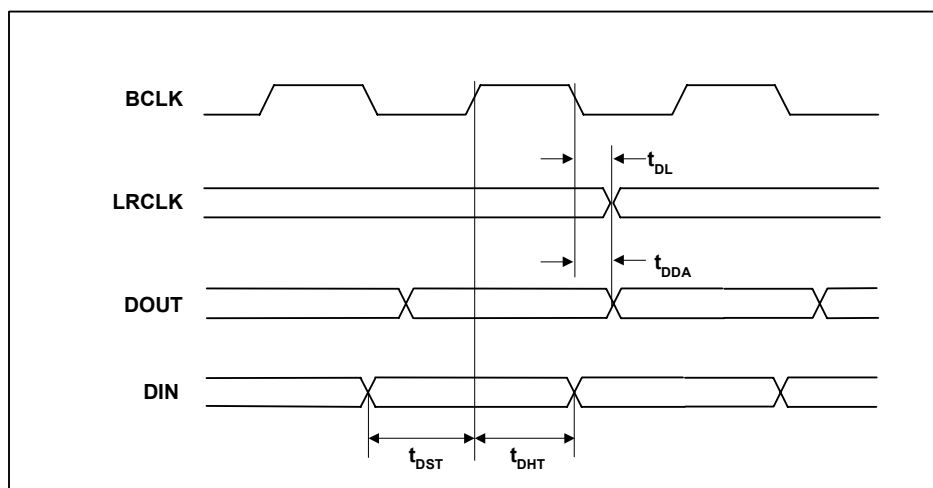 BCLK
t_DL
LRCLK
t_DDA
DOUT
DIN
t_DST t_DHT